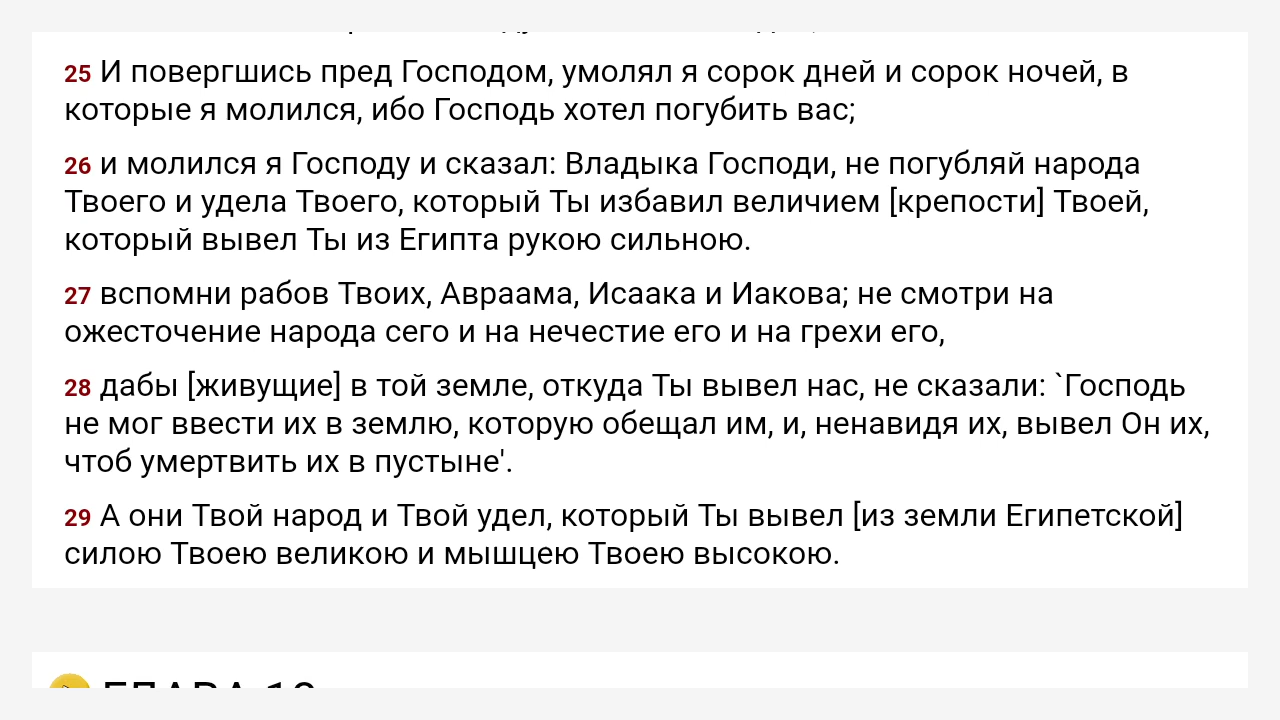 25 И повергшись пред Господом, умолял я сорок дней и сорок ночей, в
которые я молился, ибо Господь хотел погубить вас;
26 и молился я Господу и сказал: Владыка Господи, не погубляй народа
Твоего и удела Твоего, который Ты избавил величием [крепости] Твоей,
который вывел Ты из Египта рукою сильною.
27 вспомни рабов Твоих, Авраама, Исаака и Иакова; не смотри на
ожесточение народа сего и на нечестие его и на грехи его,
28 дабы [живущие] в той земле, откуда Ты вывел нас, не сказали: `Господь
не мог ввести их в землю, которую обещал им, и, ненавидя их, вывел Он их,
чтоб умертвить их в пустыне'.
29 А они Твой народ и Твой удел, который Ты вывел [из земли Египетской]
силою Твоею великою и мышцею Твоею высокою.
ГЛАВА 10